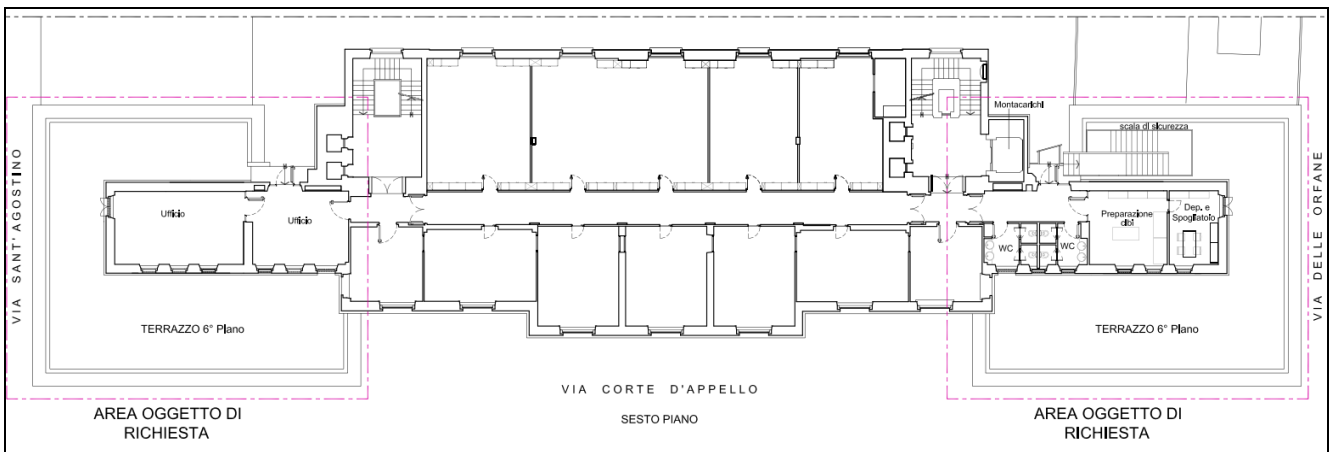 Montacarichi
scala di sicurezza
VIA SANT' AGOSTINO
Ufficio
Ufficio
Preparazione
cibi
Dep. e
Spogliatoio
WC
WC
VIA DELLE ORFANE
TERRAZZO 6° Piano
TERRAZZO 6° Piano
VIA CORTE D'APPELLO
SESTO PIANO
AREA OGGETTO DI
RICHIESTA
AREA OGGETTO DI
RICHIESTA